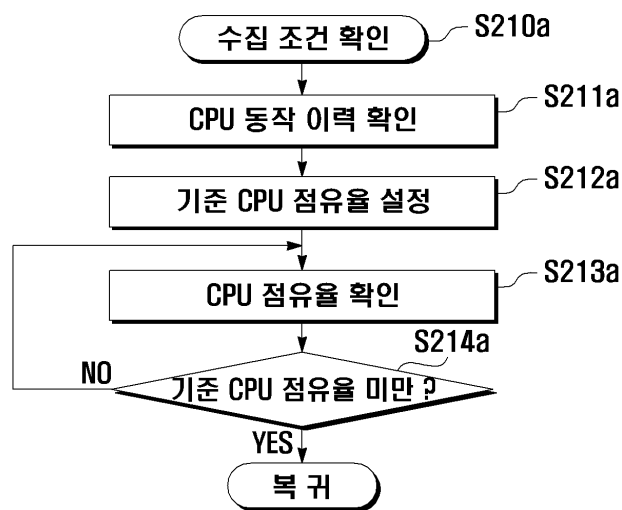 수집 조건 확인
S210a
CPU 동작 이력 확인
S211a
기준 CPU 점유율 설정
S212a
CPU 점유율 확인
S213a
S214a
기준 CPU 점유율 미만 ?
NO
YES
복 귀